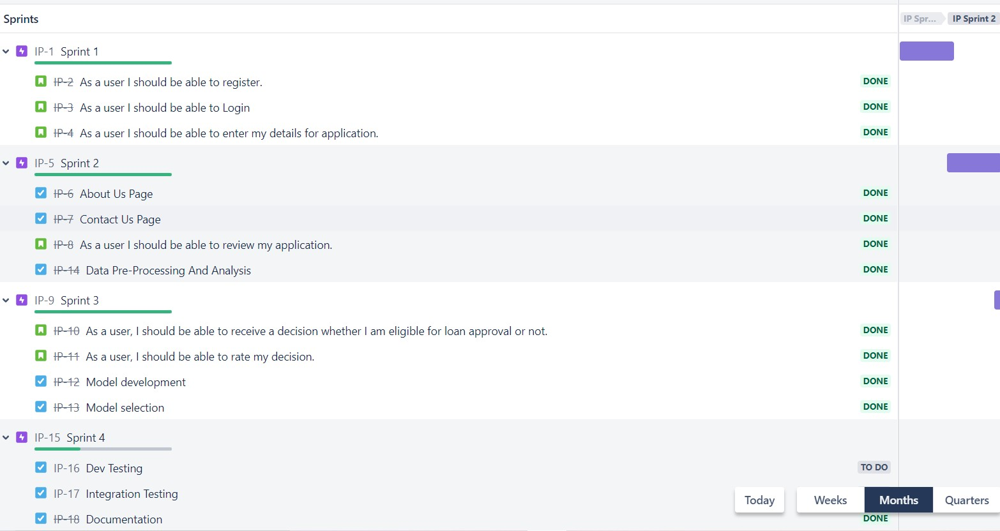 Sprints IP Spr... IP Sprint 2
IP-1 Sprint 1
IP-2 As a user I should be able to register. DONE
IP-3 As a user I should be able to Login DONE
IP-4 As a user I should be able to enter my details for application. DONE
IP-5 Sprint 2
IP-6 About Us Page DONE
IP-7 Contact Us Page DONE
IP-8 As a user I should be able to review my application. DONE
IP-14 Data Pre-Processing And Analysis DONE
IP-9 Sprint 3
IP-10 As a user, I should be able to receive a decision whether I am eligible for loan approval or not. DONE
IP-11 As a user, I should be able to rate my decision. DONE
IP-12 Model development DONE
IP-13 Model selection DONE
IP-15 Sprint 4
IP-16 Dev Testing TO DO
IP-17 Integration Testing
Today Weeks Months Quarters
IP-18 Documentation DONE